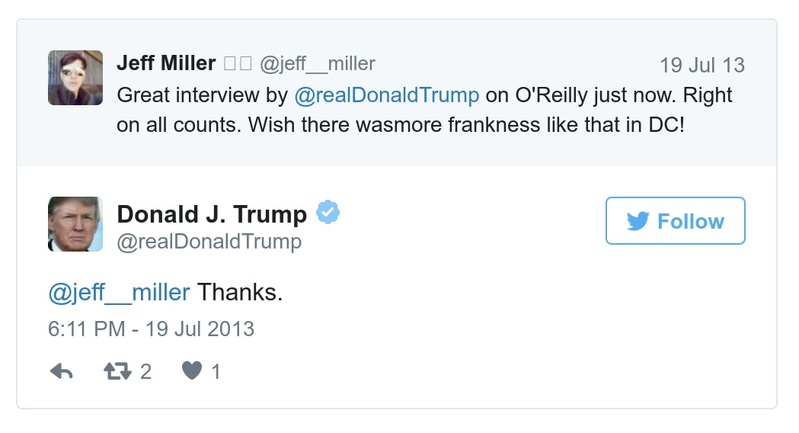 Jeff Miller □□ @jeff__miller 19 Jul 13
Great interview by @realDonaldTrump on O'Reilly just now. Right
on all counts. Wish there wasmore frankness like that in DC!
Donald J. Trump
Follow
@realDonaldTrump
@jeff__miller Thanks.
6:11 PM - 19 Jul 2013
2 1